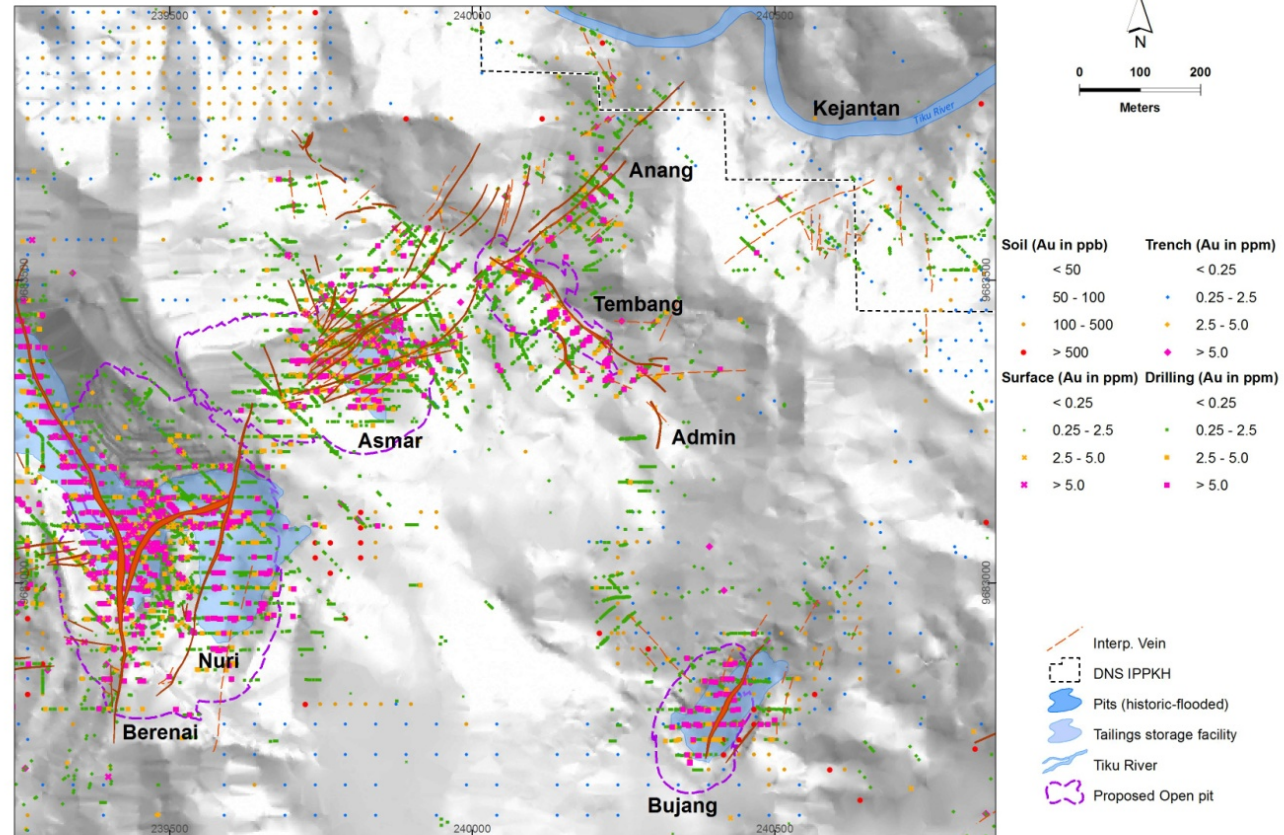 239500
240000
240500
N
0 100 200
Meters
Kejantan
Tiku River
Anang
Tembang
Asmar
Admin
Nuri
Berenai
Bujang
9683500
9683500
9683000
9683000
239500
240000
240500
Soil (Au in ppb)
< 50
50 - 100
100 - 500
> 500
Trench (Au in ppm)
< 0.25
0.25 - 2.5
2.5 - 5.0
> 5.0
Surface (Au in ppm)
< 0.25
0.25 - 2.5
2.5 - 5.0
> 5.0
Drilling (Au in ppm)
< 0.25
0.25 - 2.5
2.5 - 5.0
> 5.0
Interp. Vein
DNS IPPKH
Pits (historic-flooded)
Tailings storage facility
Tiku River
Proposed Open pit